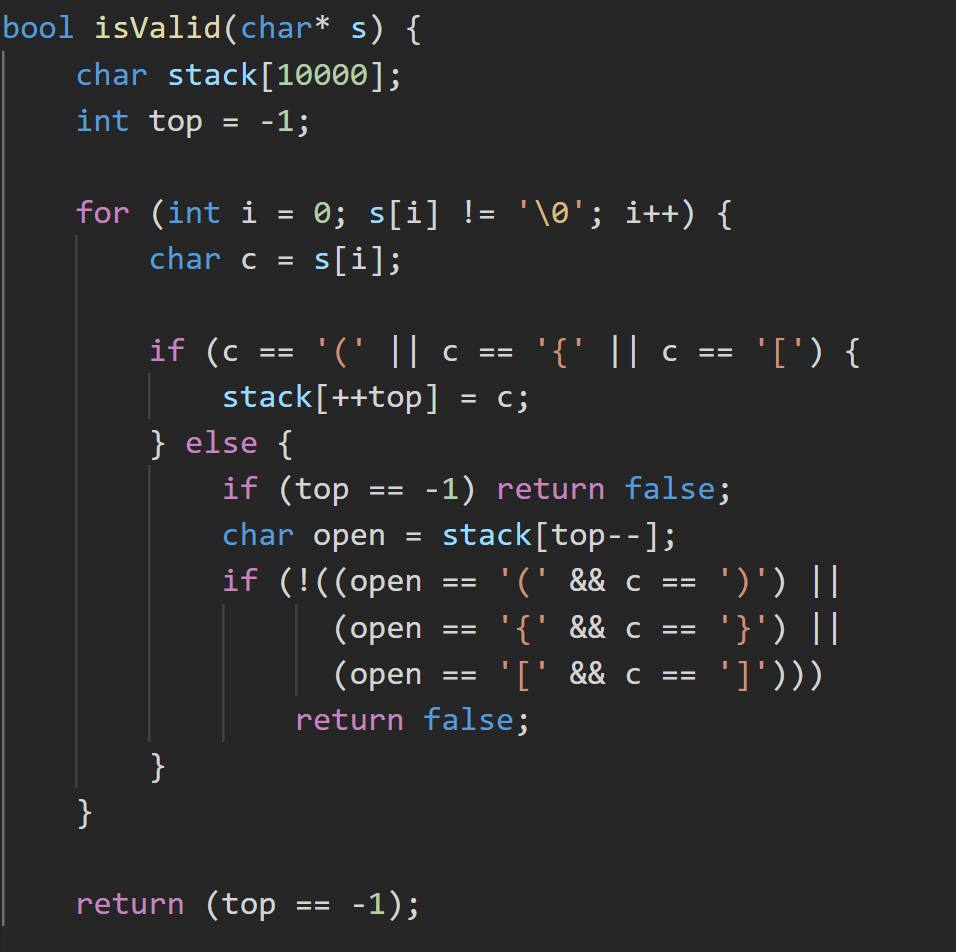 bool isValid(char* s) {
    char stack[10000];
    int top = -1;

    for (int i = 0; s[i] != '\0'; i++) {
        char c = s[i];

        if (c == '(' || c == '{' || c == '[') {
            stack[++top] = c;
        } else {
            if (top == -1) return false;
            char open = stack[top--];
            if (!((open == '(' && c == ')') ||
                  (open == '{' && c == '}') ||
                  (open == '[' && c == ']')))
                return false;
        }
    }

    return (top == -1);